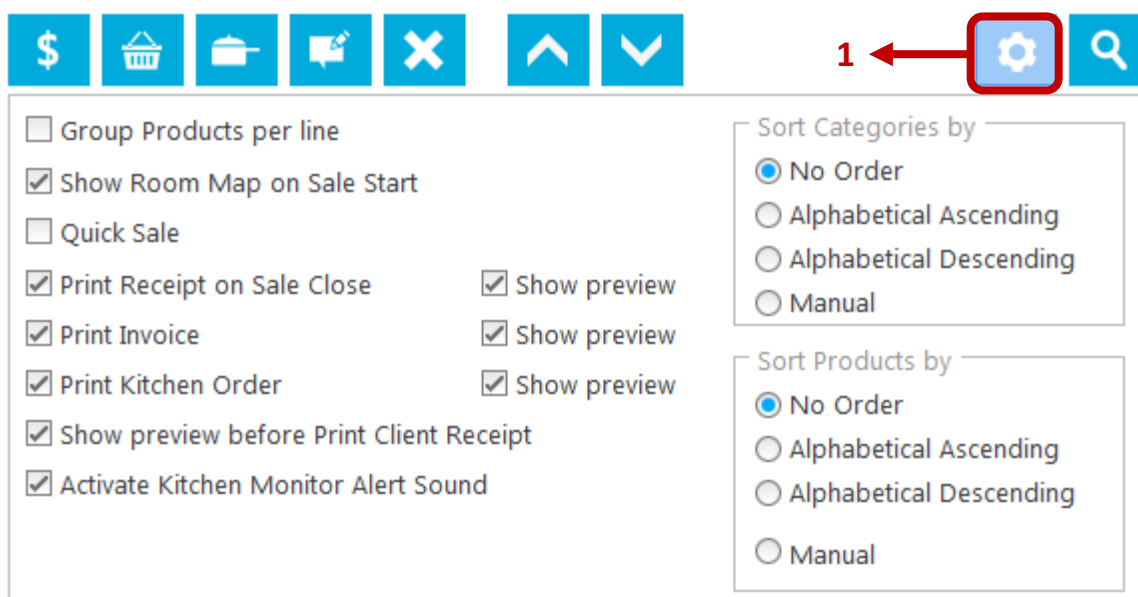 $
1
Group Products per line
Show Room Map on Sale Start
Quick Sale
Print Receipt on Sale Close Show preview
Print Invoice Show preview
Print Kitchen Order Show preview
Show preview before Print Client Receipt
Activate Kitchen Monitor Alert Sound
Sort Categories by
No Order
Alphabetical Ascending
Alphabetical Descending
Manual
Sort Products by
No Order
Alphabetical Ascending
Alphabetical Descending
Manual